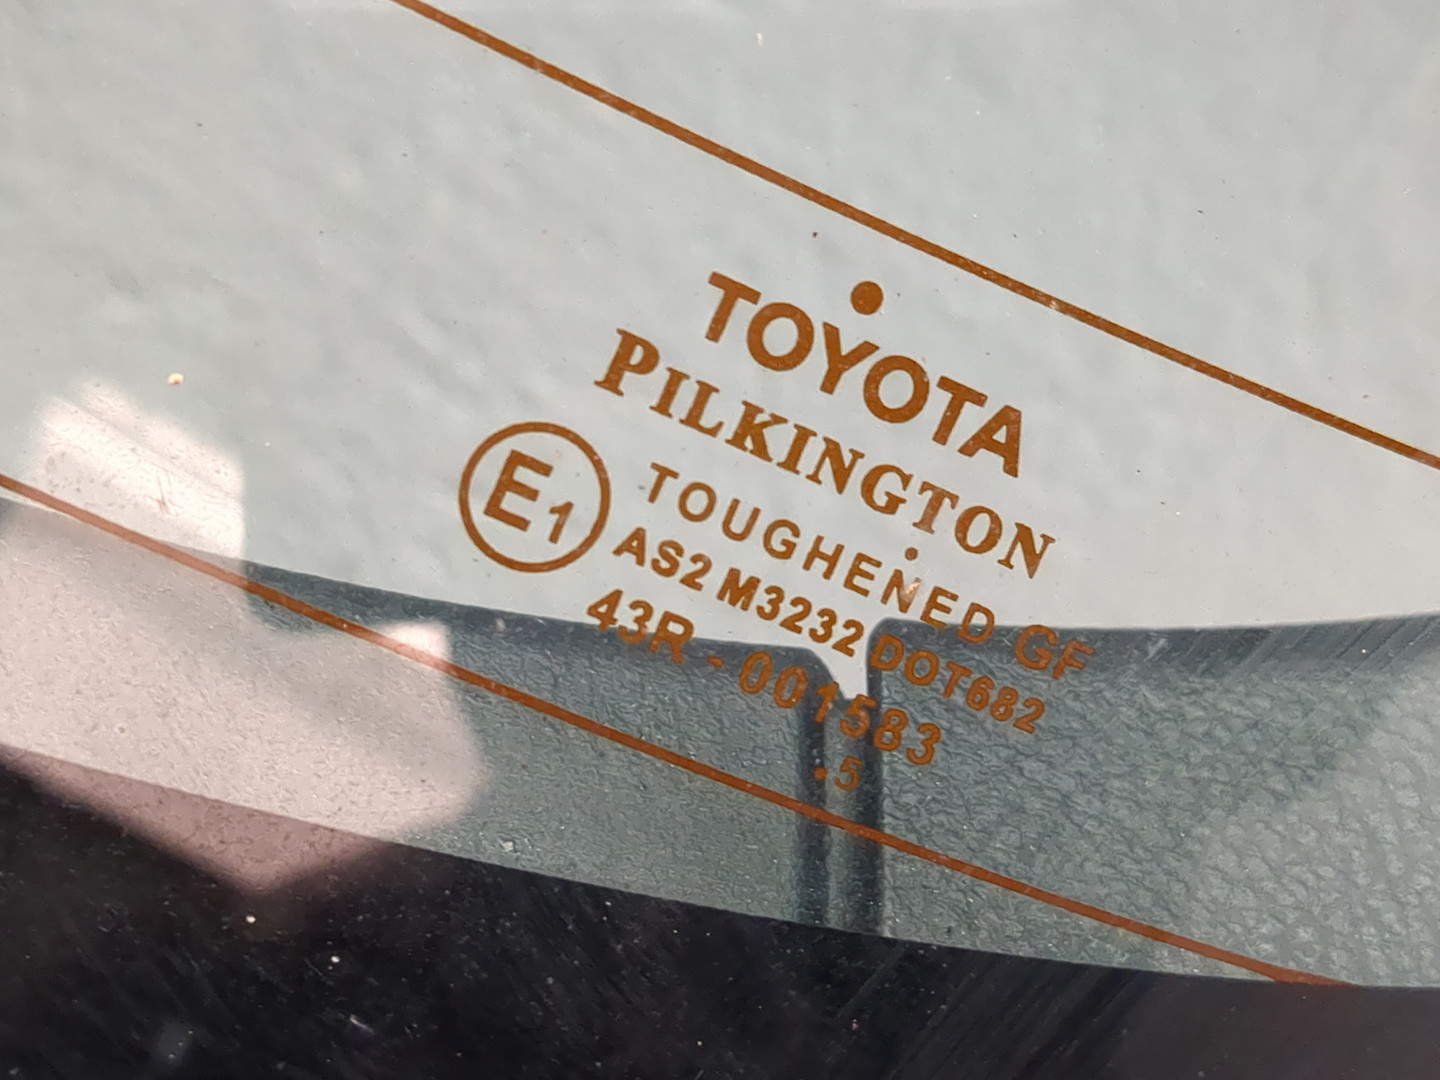 TOYOTA
PILKINGTON
E1
TOUGHENED GF
AS2 M3232 DOT682
43R - 001583
.5